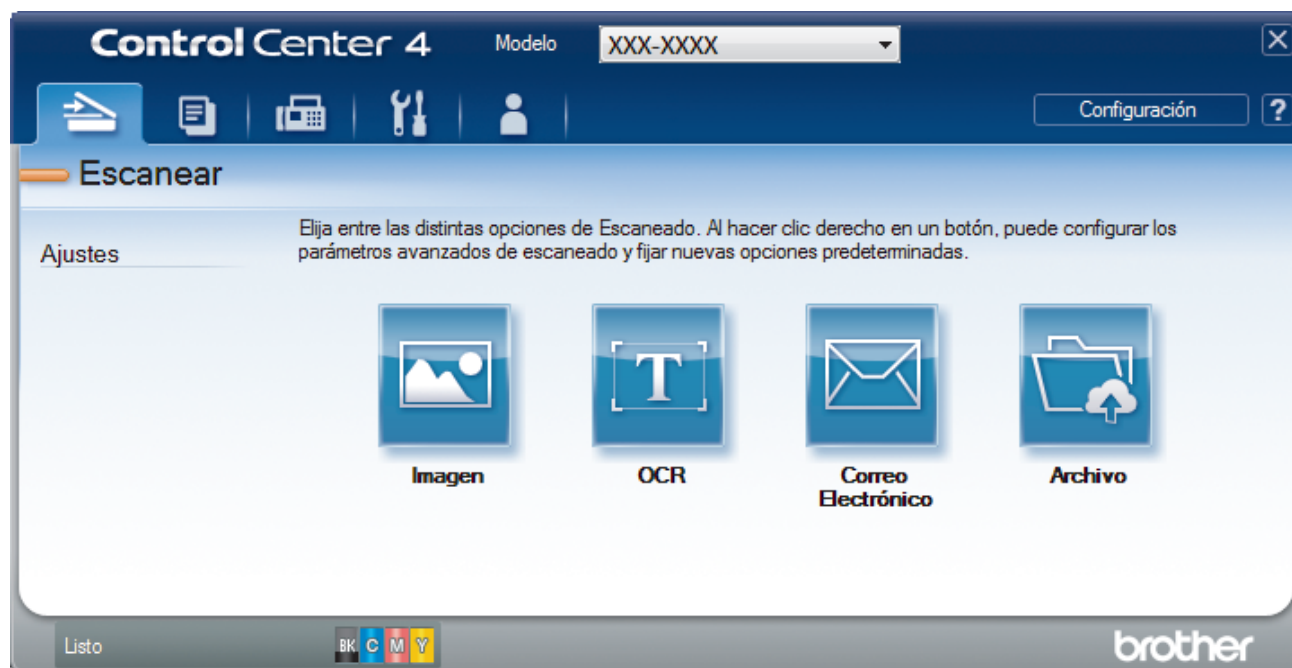 Control Center 4 Modelo XXX-XXXX
Configuración ?
Escanear
Ajustes
Elija entre las distintas opciones de Escaneado. Al hacer clic derecho en un botón, puede configurar los
parámetros avanzados de escaneado y fijar nuevas opciones predeterminadas.
T
Imagen OCR Correo Electrónico Archivo
Listo BK C M Y brother